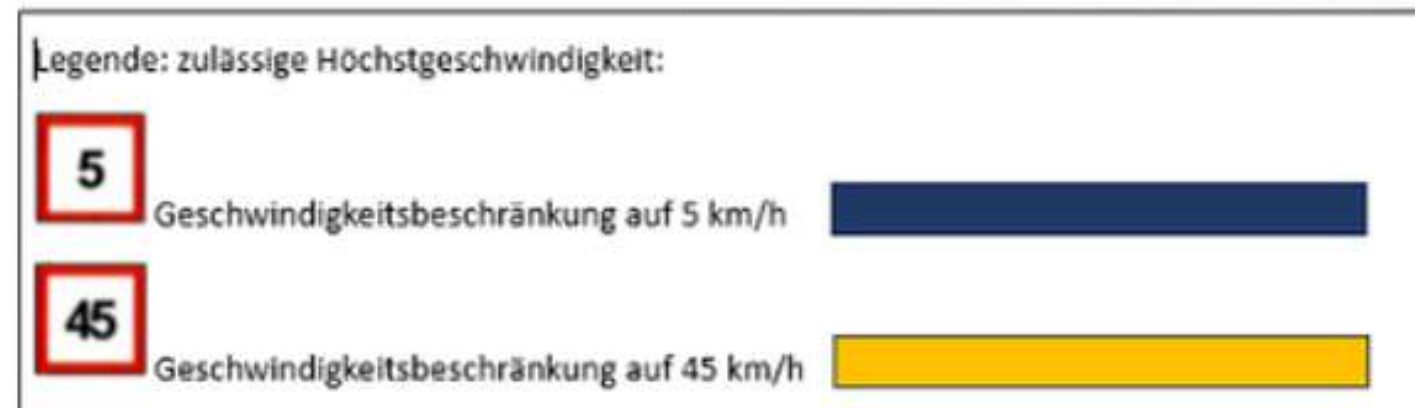 Legende: zulässige Höchstgeschwindigkeit:
5
Geschwindigkeitsbeschränkung auf 5 km/h
45
Geschwindigkeitsbeschränkung auf 45 km/h